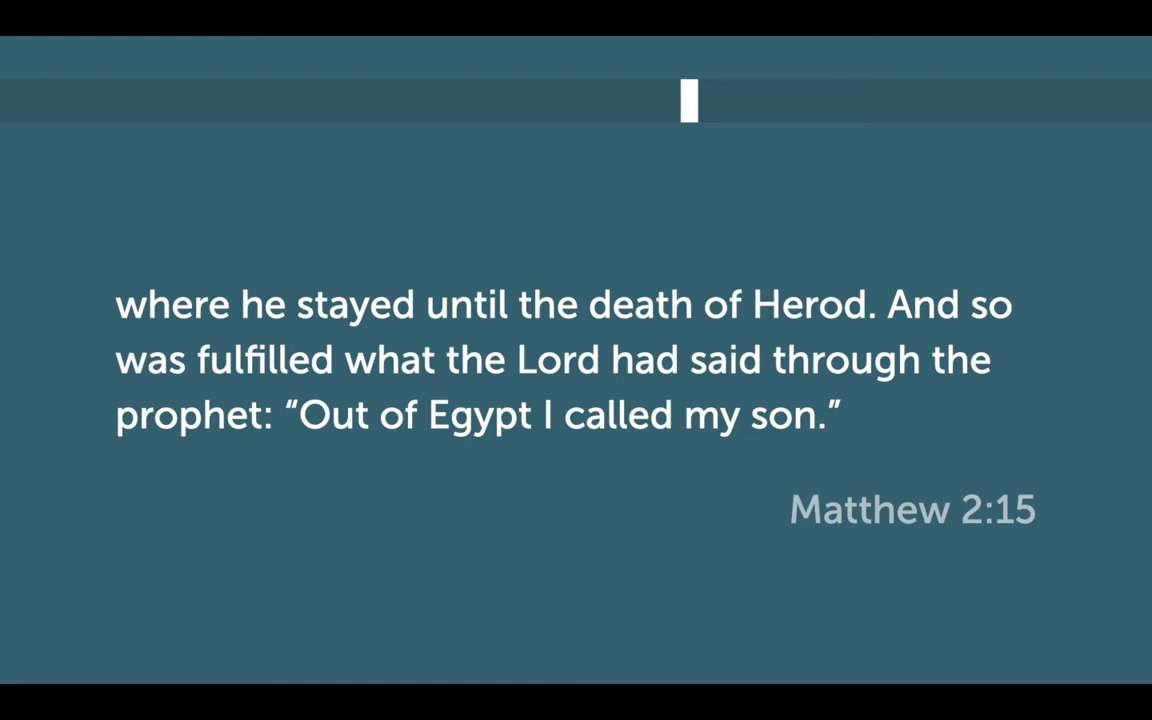 where he stayed until the death of Herod. And so
was fulfilled what the Lord had said through the
prophet: “Out of Egypt I called my son.”
Matthew 2:15